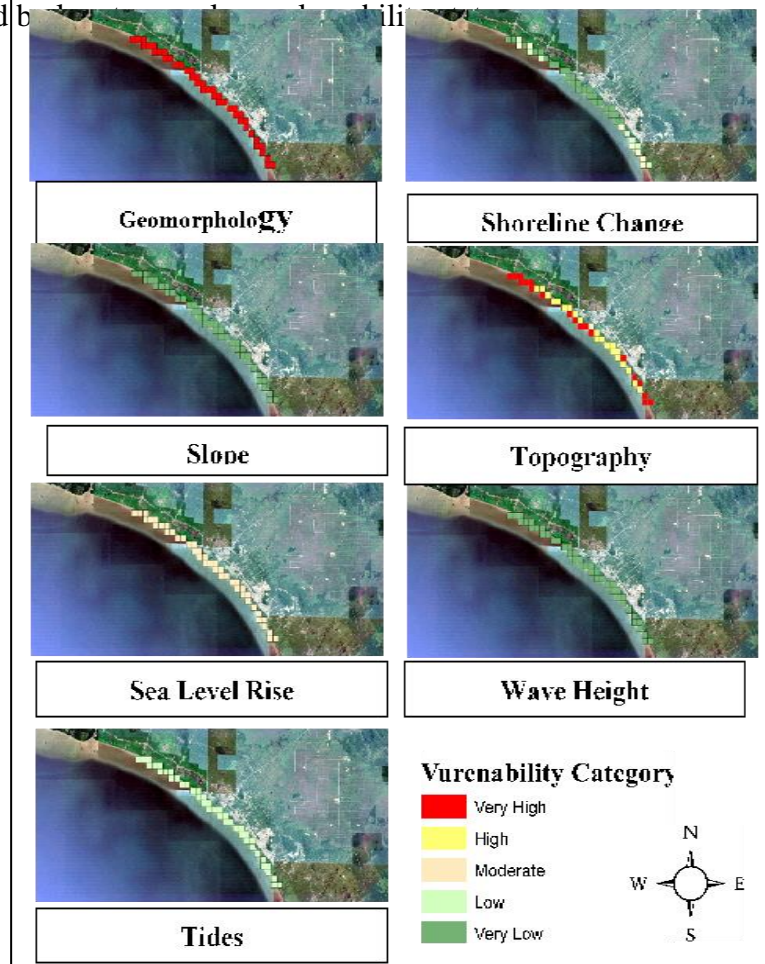 Geomorphology
Shoreline Change
Slope
Topography
Sea Level Rise
Wave Height
Tides
Vurenability Category
Very High
High
Moderate
Low
Very Low
N
W E
S